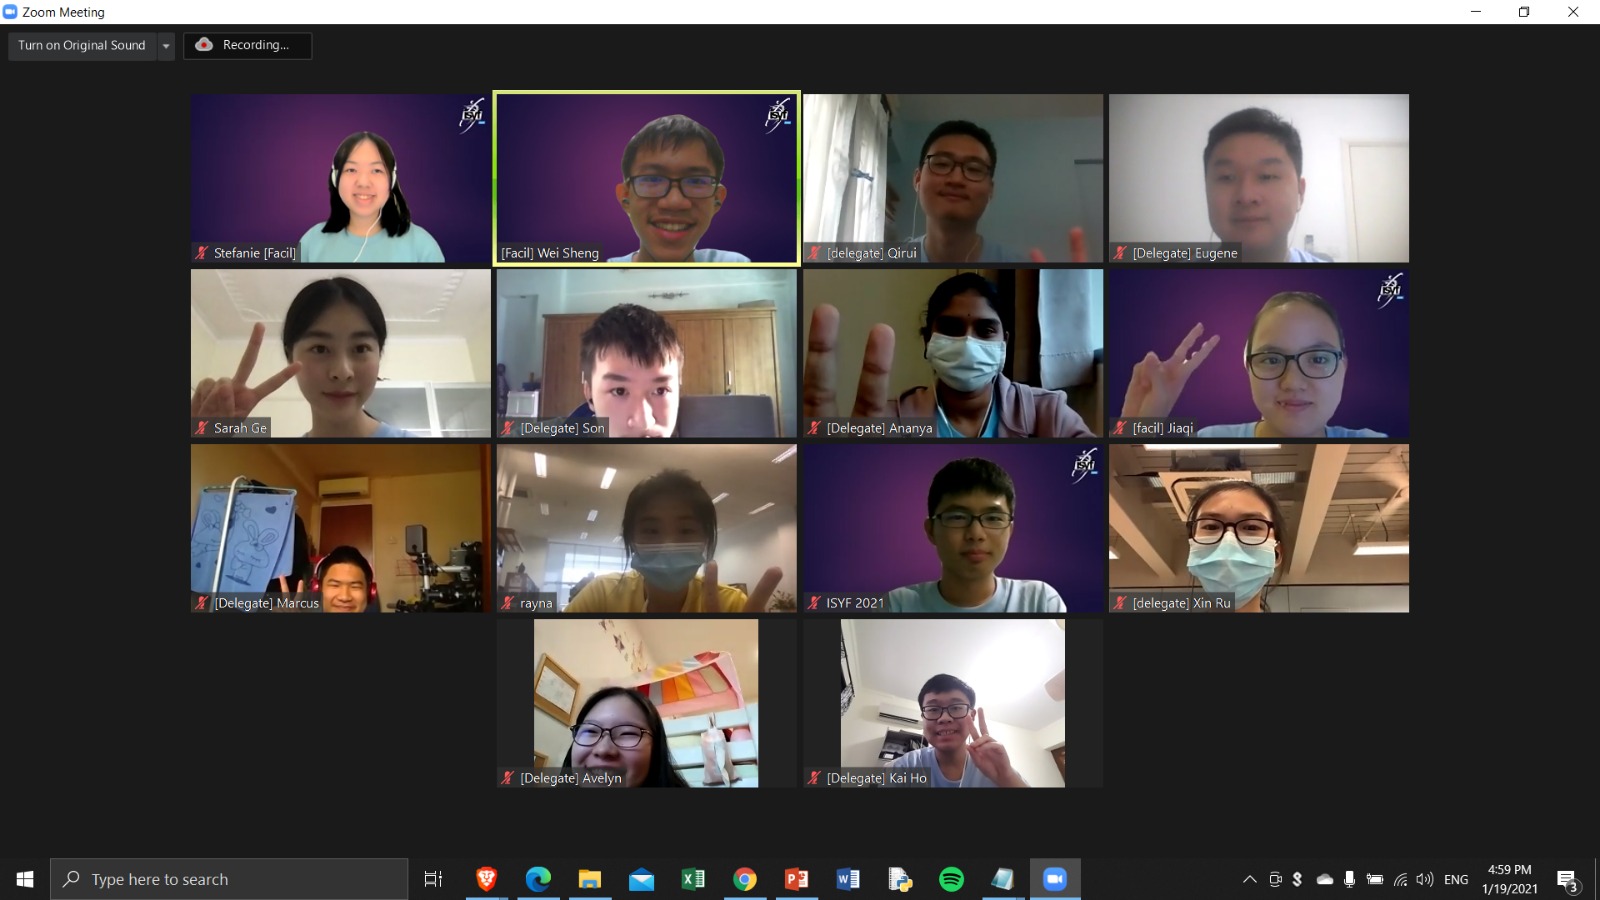 Zoom Meeting
Turn on Original Sound
Recording...
ISYF
ISYF
Stefanie [Facil]
[Facil] Wei Sheng
[delegate] Qirui
[Delegate] Eugene
ISYF
Sarah Ge
[Delegate] Son
[Delegate] Ananya
[facil] Jiaqi
ISYF
[Delegate] Marcus
rayna
ISYF 2021
[delegate] Xin Ru
[Delegate] Avelyn
[Delegate] Kai Ho
Type here to search
ENG
4:59 PM
1/19/2021
3